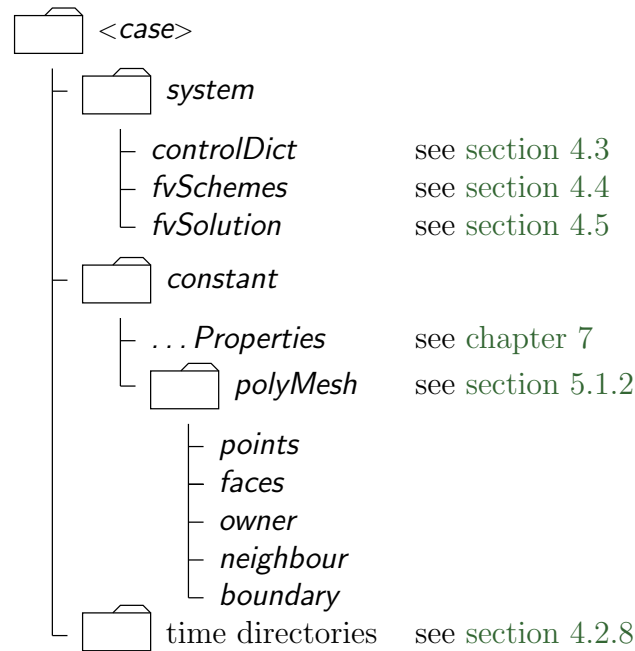 <case>
system
controlDict see section 4.3
fvSchemes see section 4.4
fvSolution see section 4.5
constant
...Properties see chapter 7
polyMesh see section 5.1.2
points
faces
owner
neighbour
boundary
time directories see section 4.2.8